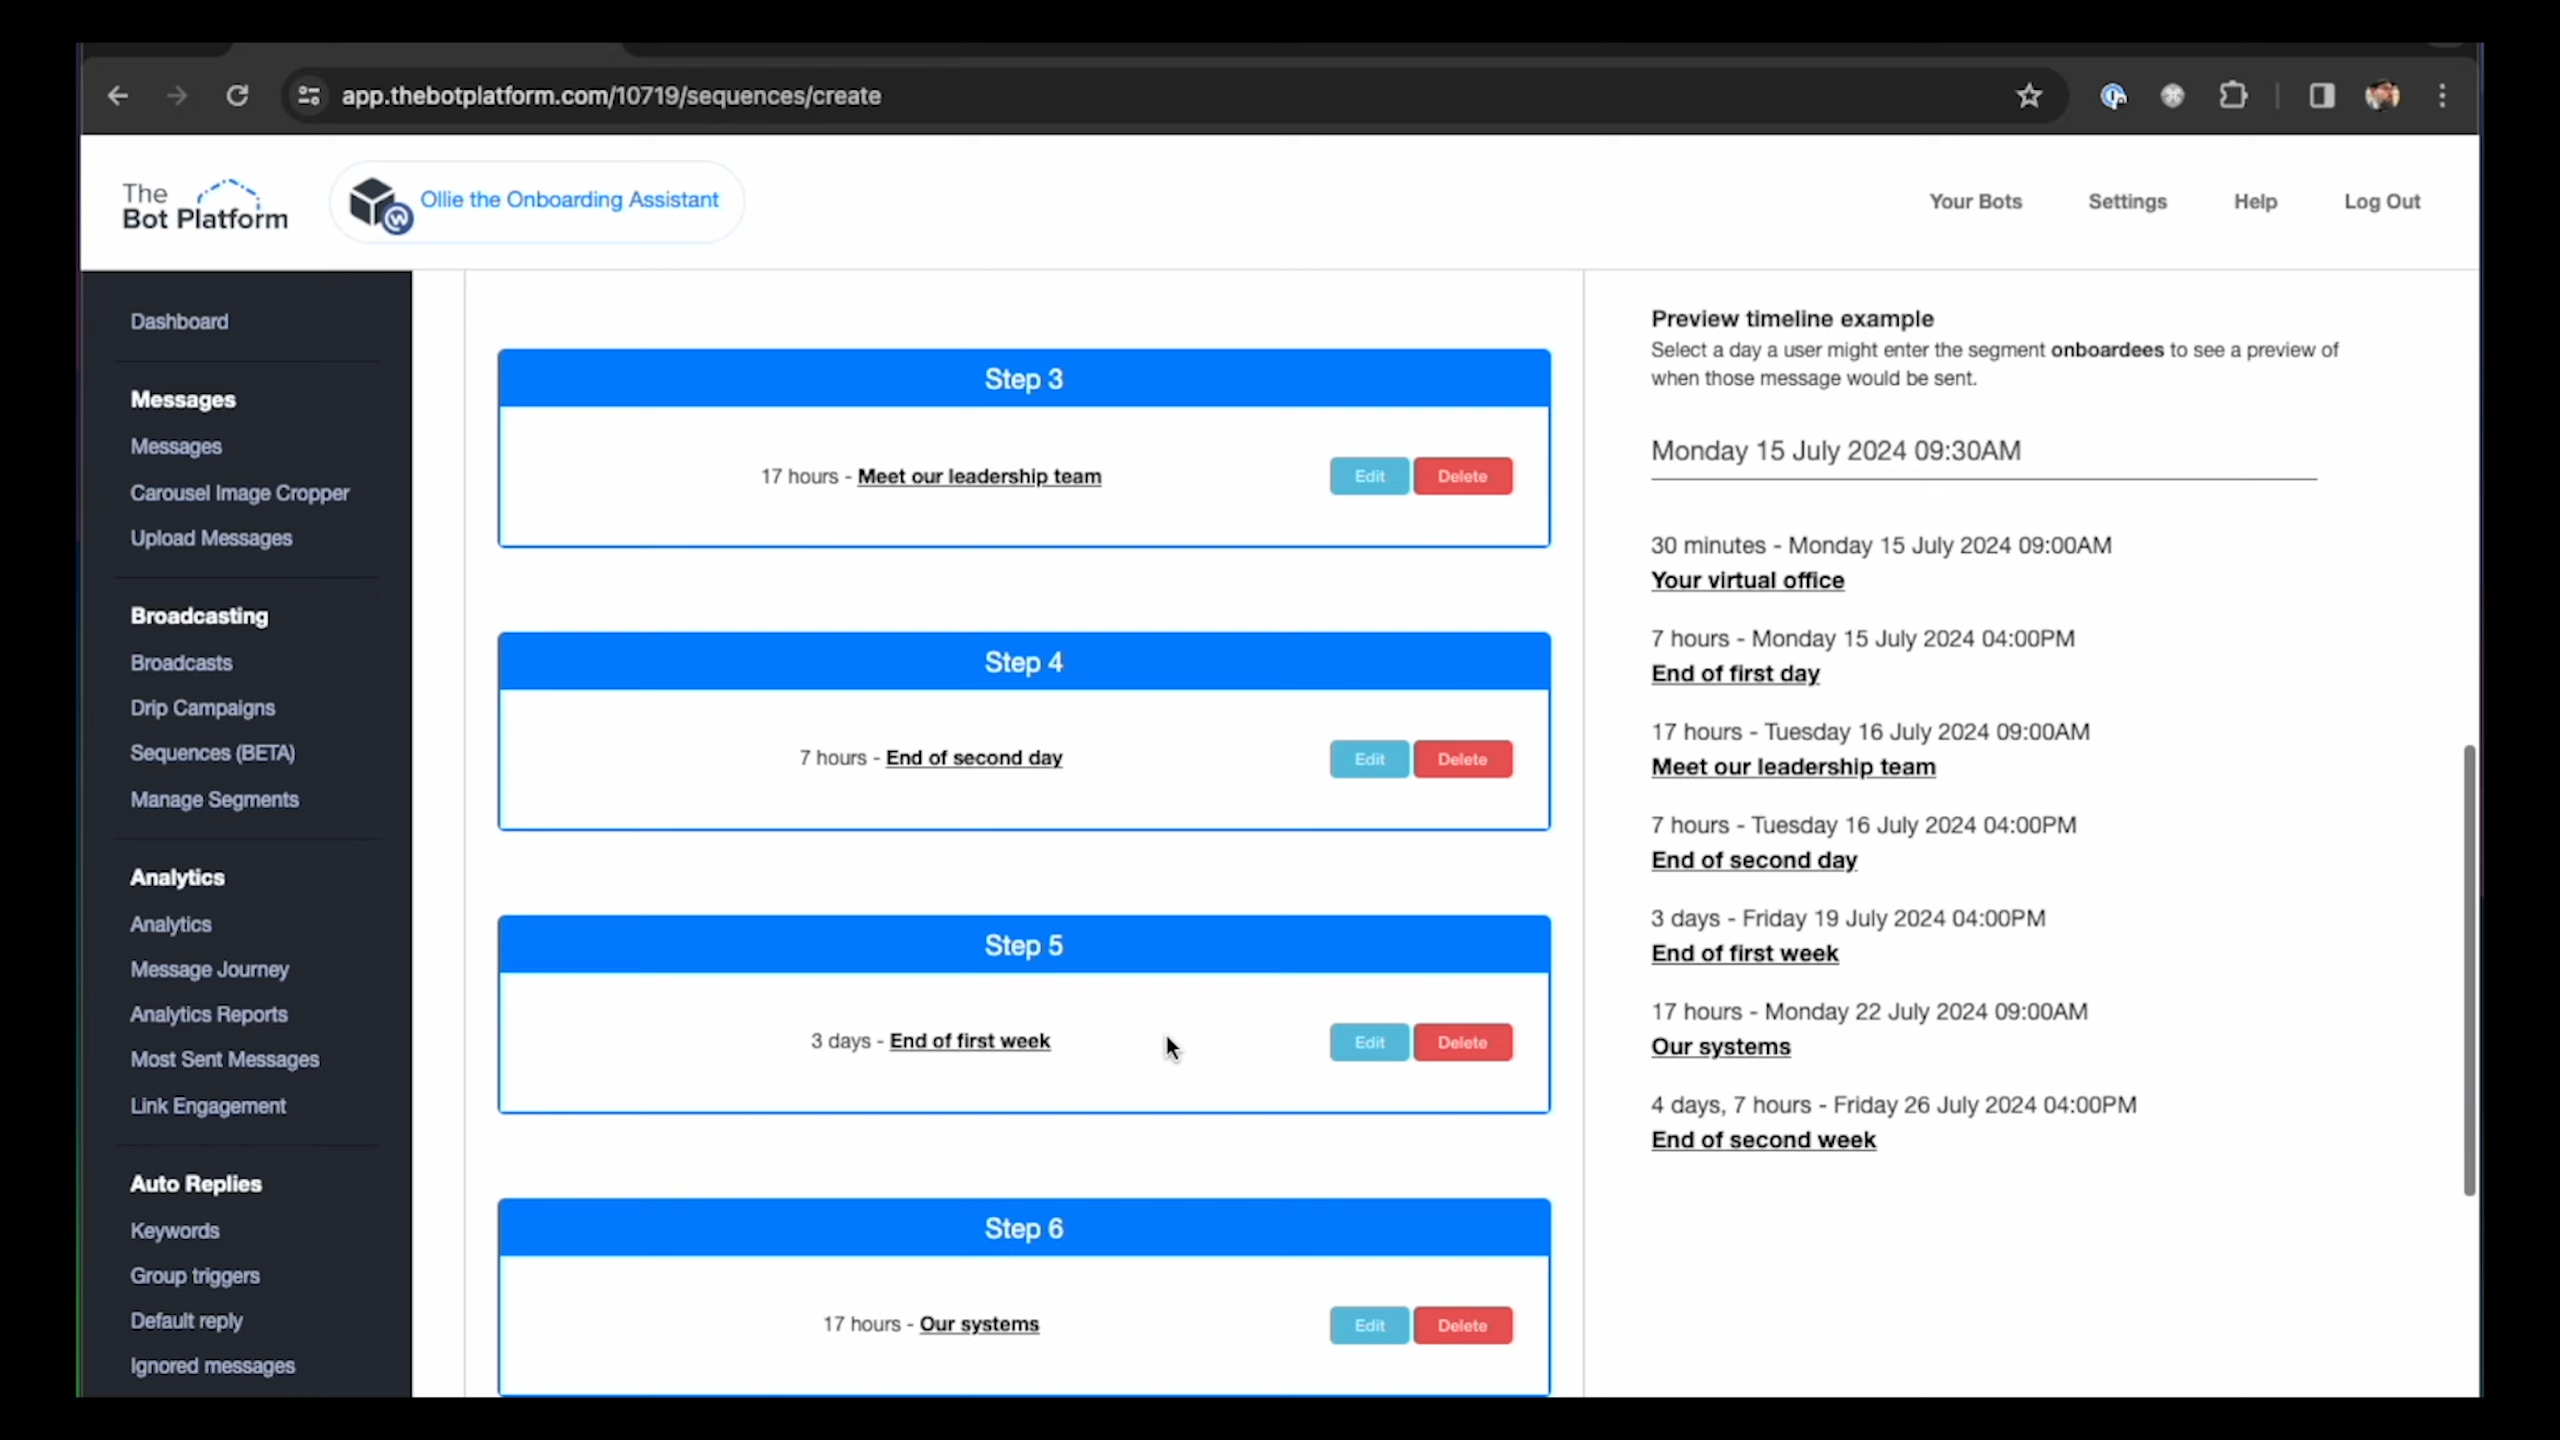 app.thebotplatform.com/10719/sequences/create
The
Bot Platform
Ollie the Onboarding Assistant
Your Bots
Settings
Help
Log Out
Dashboard
Messages
Messages
Carousel Image Cropper
Upload Messages
Broadcasting
Broadcasts
Drip Campaigns
Sequences (BETA)
Manage Segments
Analytics
Analytics
Message Journey
Analytics Reports
Most Sent Messages
Link Engagement
Auto Replies
Keywords
Group triggers
Default reply
Ignored messages
Step 3
17 hours - Meet our leadership team
Edit
Delete
Step 4
7 hours - End of second day
Edit
Delete
Step 5
3 days - End of first week
Edit
Delete
Step 6
17 hours - Our systems
Edit
Delete
Preview timeline example
Select a day a user might enter the segment onboardees to see a preview of
when those message would be sent.
Monday 15 July 2024 09:30AM
30 minutes - Monday 15 July 2024 09:00AM
Your virtual office
7 hours - Monday 15 July 2024 04:00PM
End of first day
17 hours - Tuesday 16 July 2024 09:00AM
Meet our leadership team
7 hours - Tuesday 16 July 2024 04:00PM
End of second day
3 days - Friday 19 July 2024 04:00PM
End of first week
17 hours - Monday 22 July 2024 09:00AM
Our systems
4 days, 7 hours - Friday 26 July 2024 04:00PM
End of second week